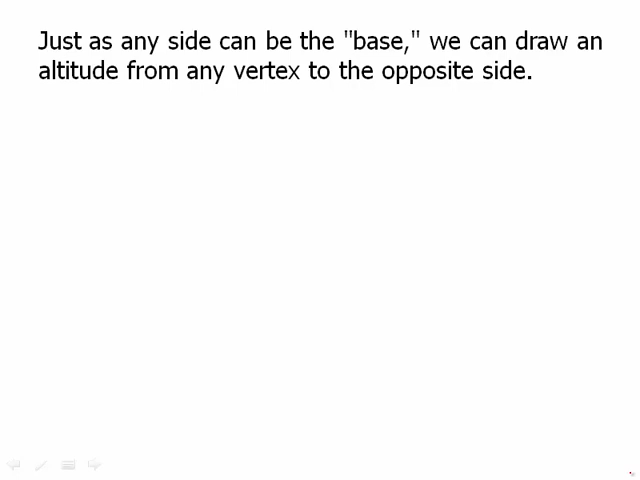 Just as any side can be the "base," we can draw an
altitude from any vertex to the opposite side.